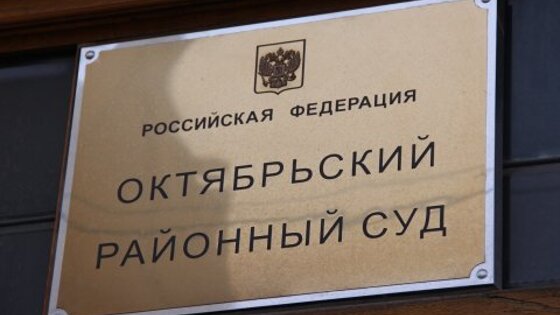 РОССИЙСКАЯ ФЕДЕРАЦИЯ
ОКТЯБРЬСКИЙ
РАЙОННЫЙ СУД